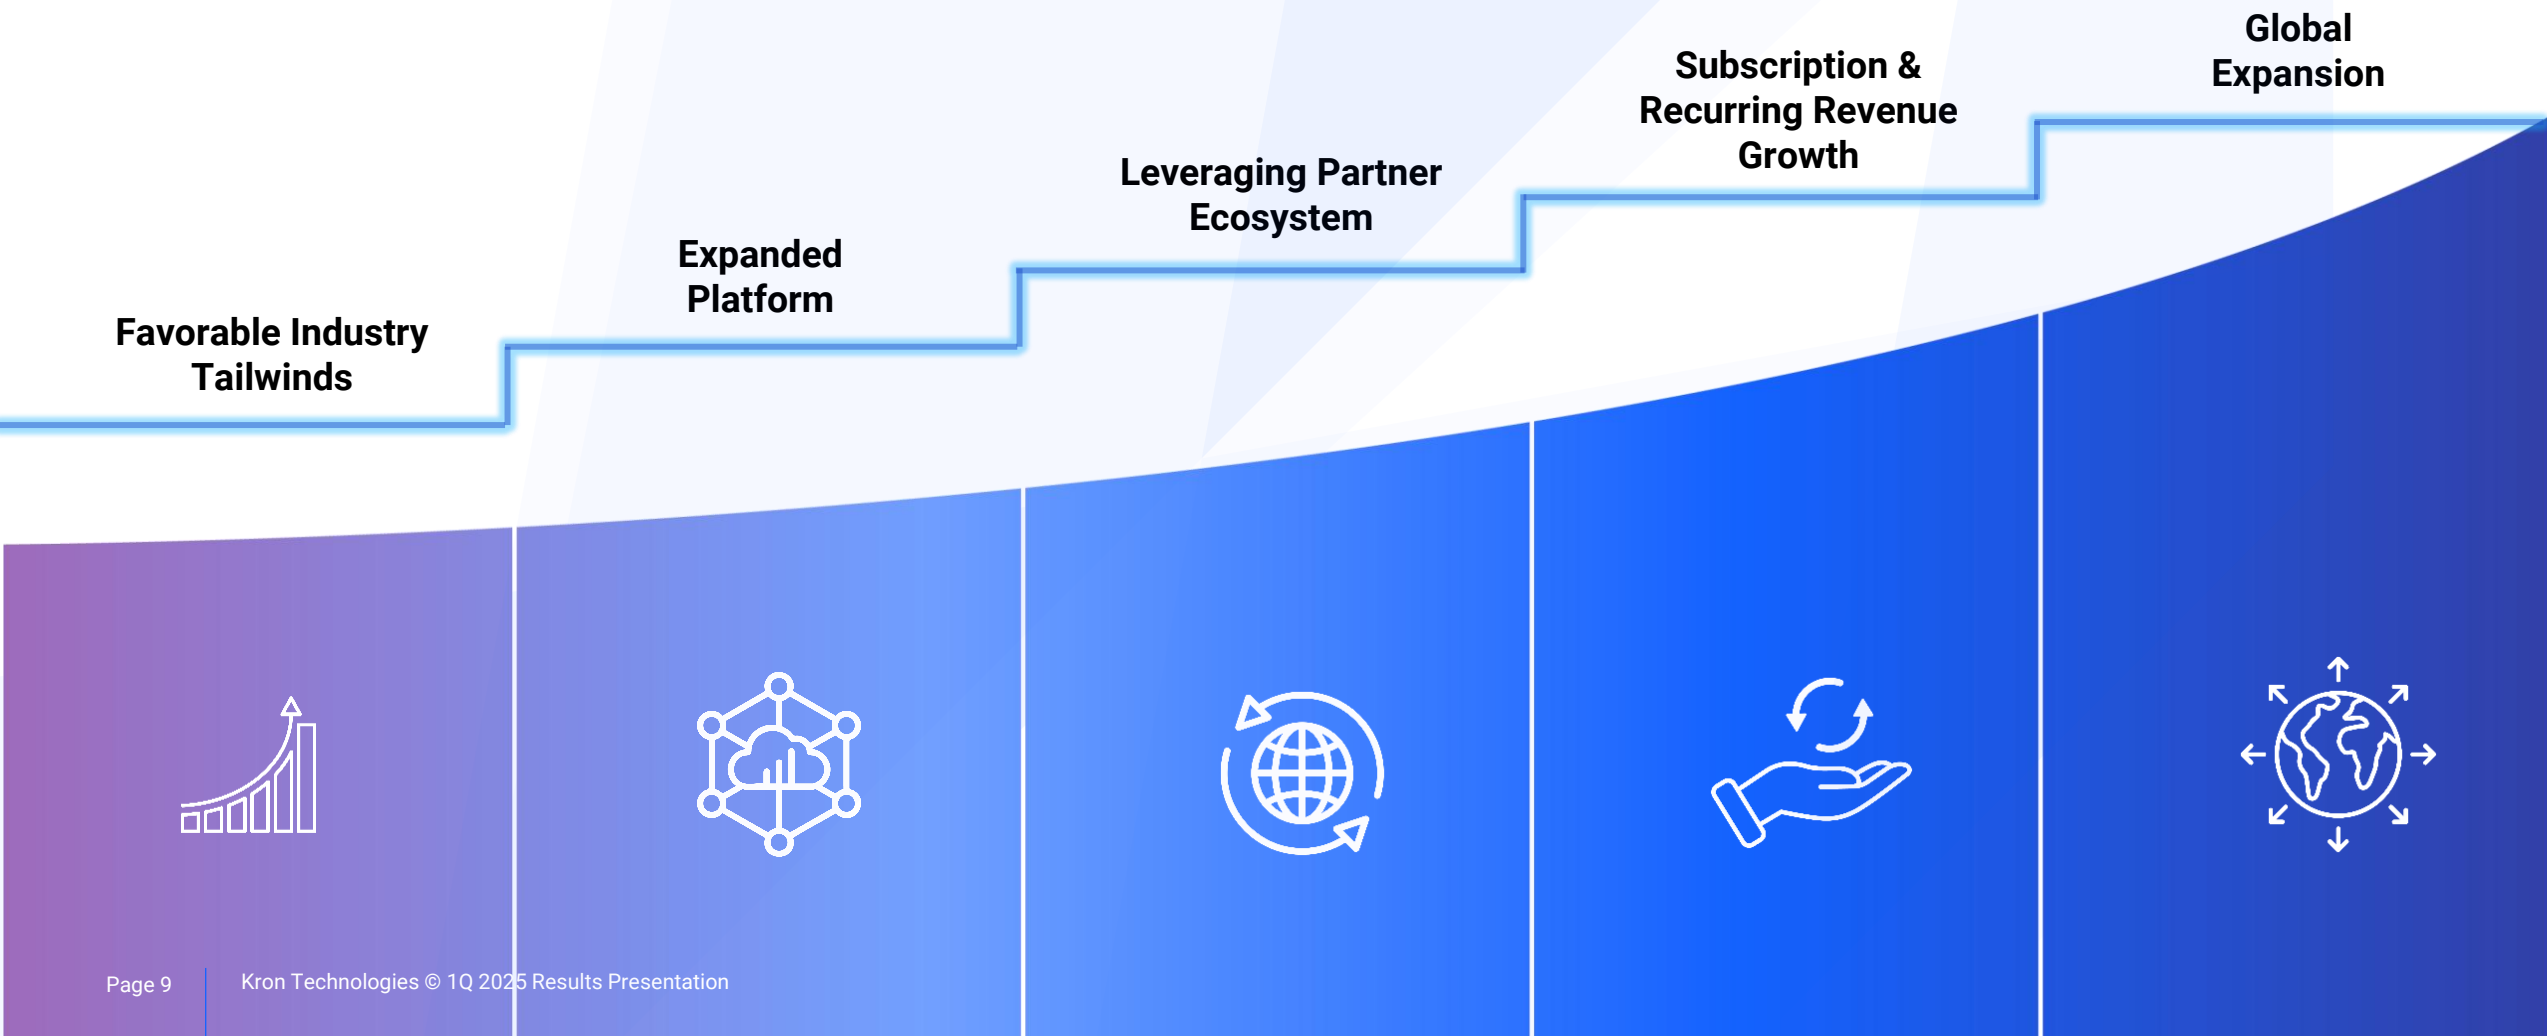 Favorable Industry
Tailwinds
Expanded
Platform
Leveraging Partner
Ecosystem
Subscription &
Recurring Revenue
Growth
Global
Expansion
Page 9
Kron Technologies © 1Q 2025 Results Presentation